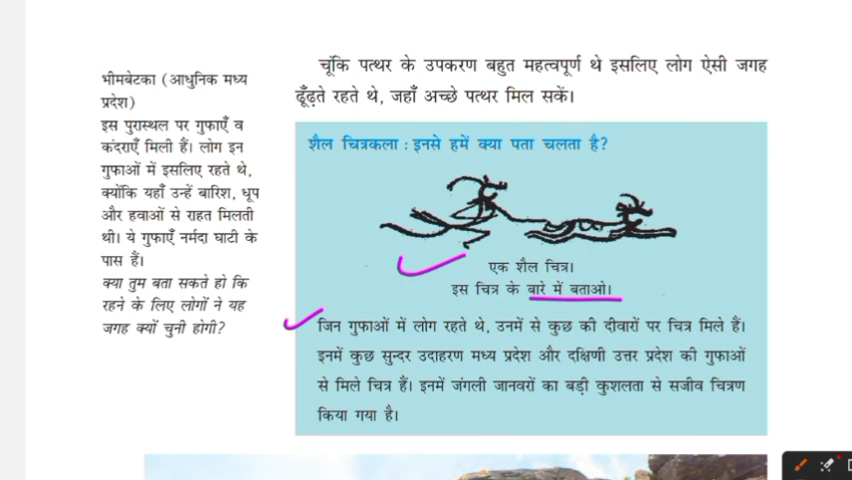 चूंकि पत्थर के उपकरण बहुत महत्वपूर्ण थे इसलिए लोग ऐसी जगह
ढूँढ़ते रहते थे, जहाँ अच्छे पत्थर मिल सकें।
भीमबेटका (आधुनिक मध्य
प्रदेश)
इस पुरास्थल पर गुफाएँ व
कंदराएँ मिली हैं। लोग इन
गुफाओं में इसलिए रहते थे,
क्योंकि यहाँ उन्हें बारिश, धूप
और हवाओं से राहत मिलती
थी। ये गुफाएँ नर्मदा घाटी के
पास हैं।
क्या तुम बता सकते हो कि
रहने के लिए लोगों ने यह
जगह क्यों चुनी होगी?
शैल चित्रकला : इनसे हमें क्या पता चलता है?
एक शैल चित्र।
इस चित्र के बारे में बताओ।
जिन गुफाओं में लोग रहते थे, उनमें से कुछ की दीवारों पर चित्र मिले हैं।
इनमें कुछ सुन्दर उदाहरण मध्य प्रदेश और दक्षिणी उत्तर प्रदेश की गुफाओं
से मिले चित्र हैं। इनमें जंगली जानवरों का बड़ी कुशलता से सजीव चित्रण
किया गया है।